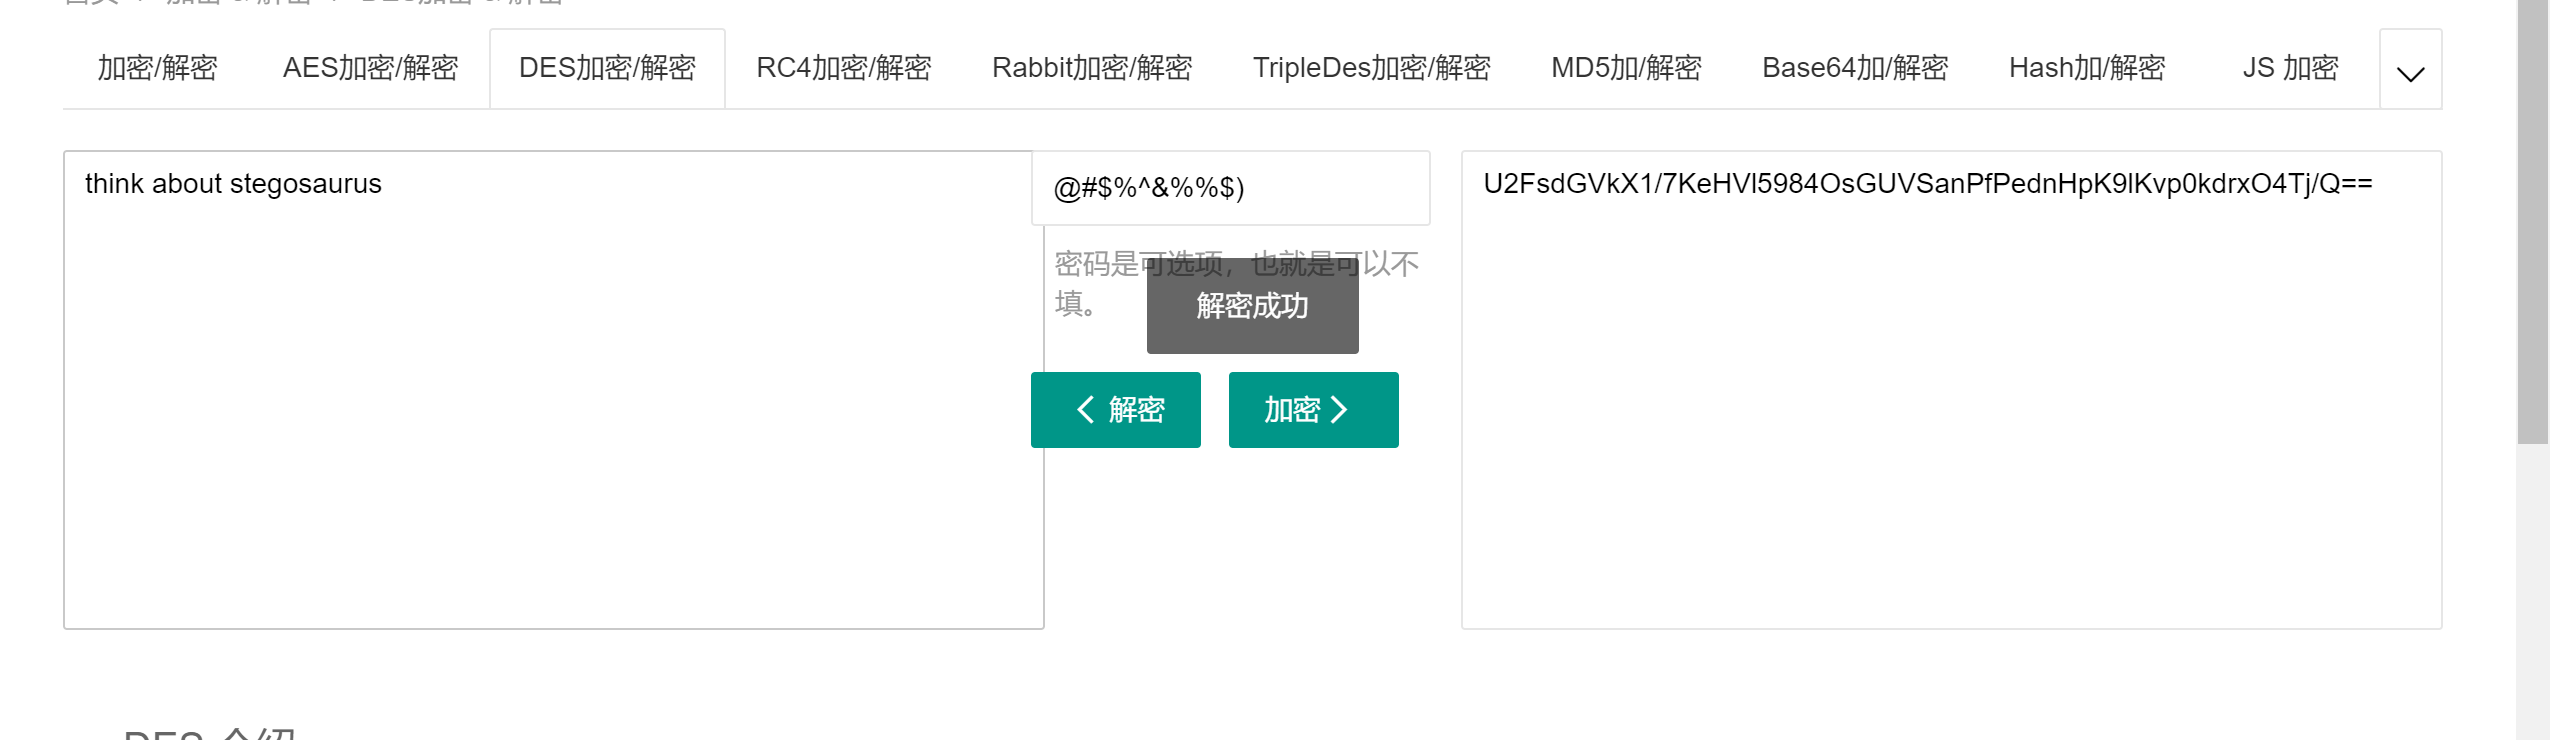 加密/解密
AES加密/解密
DES加密/解密
RC4加密/解密
Rabbit加密/解密
TripleDes加密/解密
MD5加/解密
Base64加/解密
Hash加/解密
JS 加密
think about stegosaurus
@#$%^&%%$)
密码是可选项，也就是可以不
填。
解密成功
解密
加密
U2FsdGVkX1/7KeHVl5984OsGUVSanPfPednHpK9lKvp0kdrxO4Tj/Q==
DES 介绍